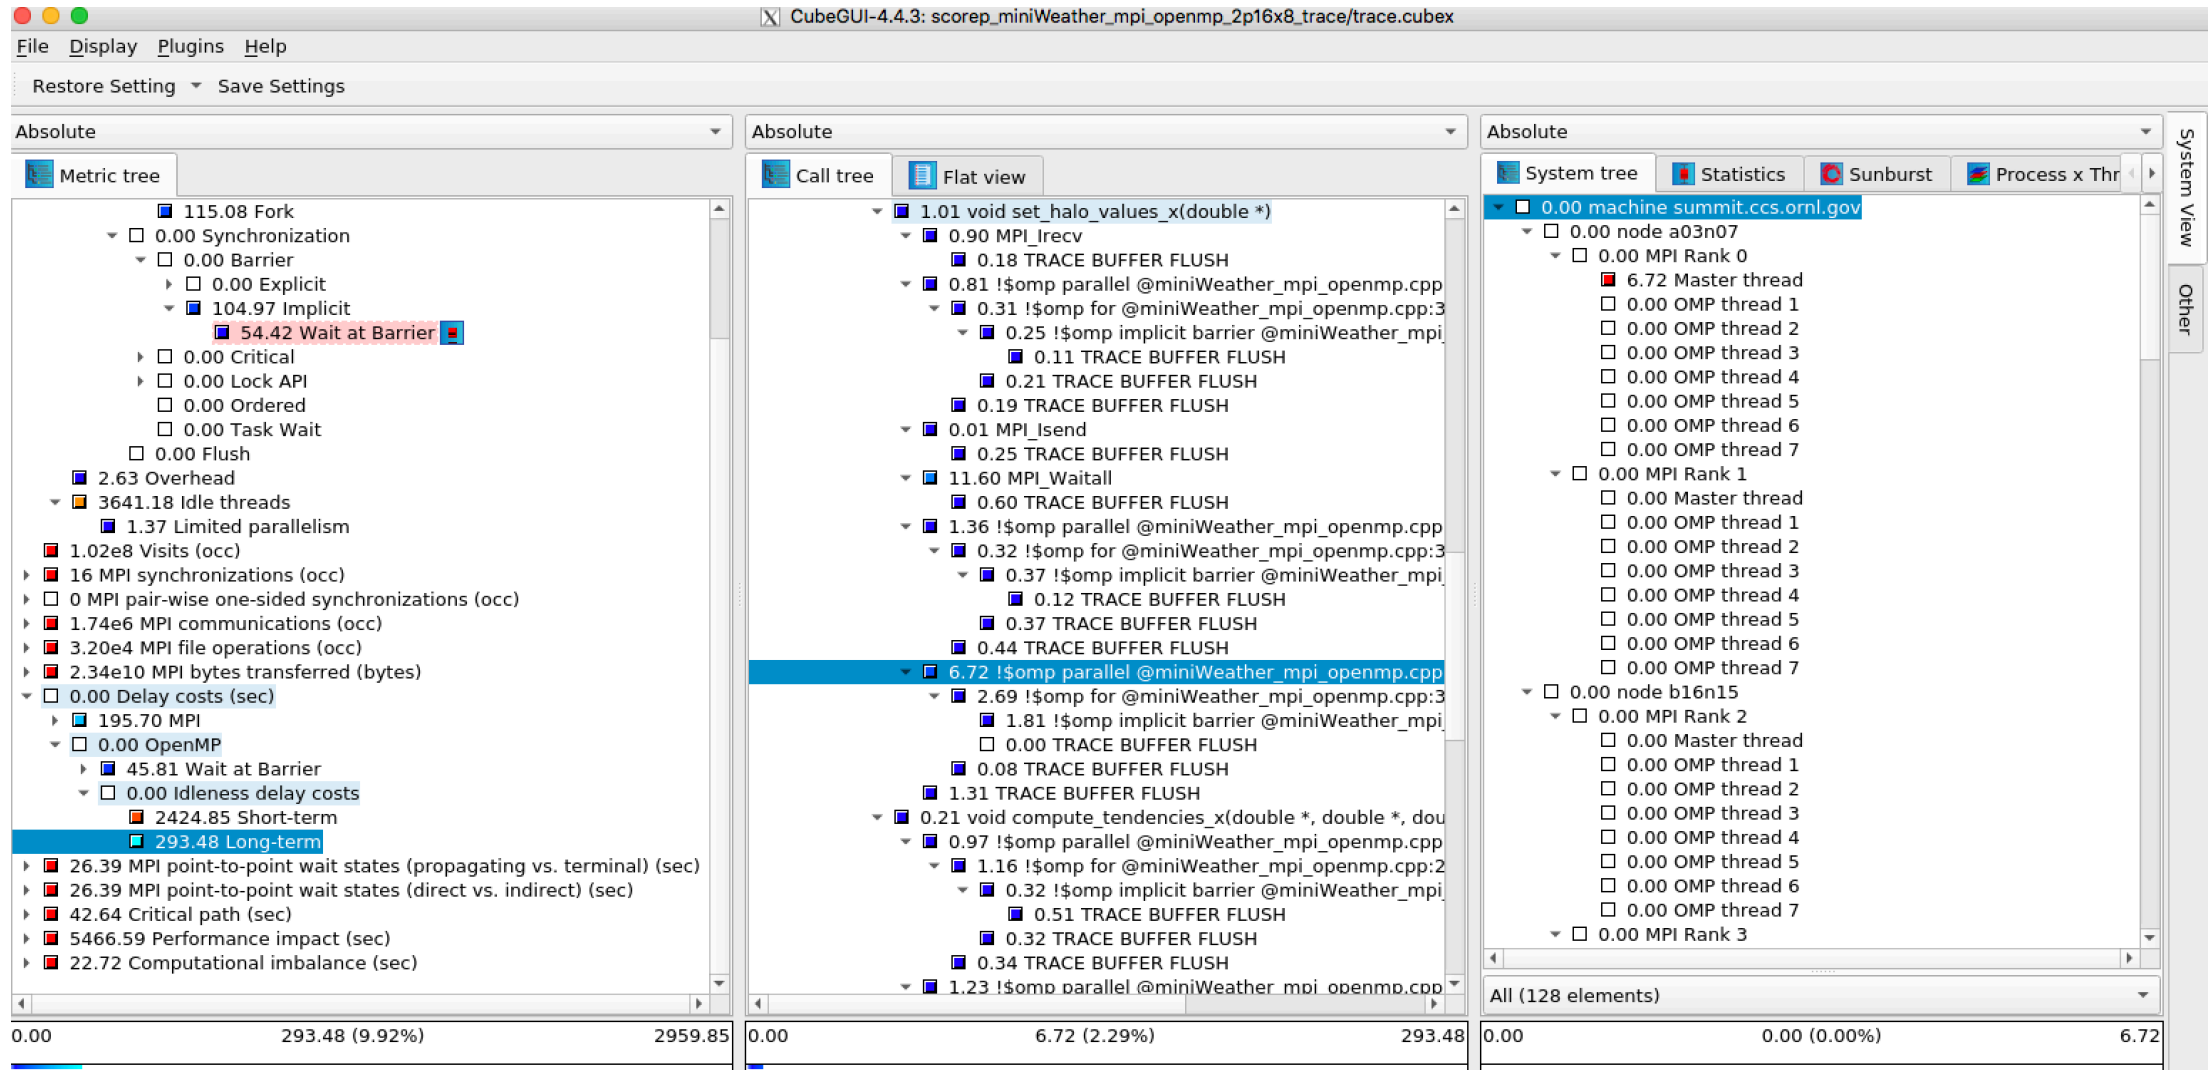 CubeGUI-4.4.3: scorep_miniWeather_mpi_openmp_2p16x8_trace/trace.cubex
File Display Plugins Help
Restore Setting Save Settings
Absolute
Metric tree
115.08 Fork
0.00 Synchronization
0.00 Barrier
0.00 Explicit
104.97 Implicit
54.42 Wait at Barrier
0.00 Critical
0.00 Lock API
0.00 Ordered
0.00 Task Wait
0.00 Flush
2.63 Overhead
3641.18 Idle threads
1.37 Limited parallelism
1.02e8 Visits (occ)
16 MPI synchronizations (occ)
0 MPI pair-wise one-sided synchronizations (occ)
1.74e6 MPI communications (occ)
3.20e4 MPI file operations (occ)
2.34e10 MPI bytes transferred (bytes)
0.00 Delay costs (sec)
195.70 MPI
0.00 OpenMP
45.81 Wait at Barrier
0.00 Idleness delay costs
2424.85 Short-term
293.48 Long-term
26.39 MPI point-to-point wait states (propagating vs. terminal) (sec)
26.39 MPI point-to-point wait states (direct vs. indirect) (sec)
42.64 Critical path (sec)
5466.59 Performance impact (sec)
22.72 Computational imbalance (sec)
0.00 293.48 (9.92%) 2959.85
Absolute
Call tree Flat view
1.01 void set_halo_values_x(double *)
0.90 MPI_Irecv
0.18 TRACE BUFFER FLUSH
0.81 !$omp parallel @miniWeather_mpi_openmp.cpp
0.31 !$omp for @miniWeather_mpi_openmp.cpp:3
0.25 !$omp implicit barrier @miniWeather_mpi_
0.11 TRACE BUFFER FLUSH
0.21 TRACE BUFFER FLUSH
0.19 TRACE BUFFER FLUSH
0.01 MPI_Isend
0.25 TRACE BUFFER FLUSH
11.60 MPI_Waitall
0.60 TRACE BUFFER FLUSH
1.36 !$omp parallel @miniWeather_mpi_openmp.cpp
0.32 !$omp for @miniWeather_mpi_openmp.cpp:3
0.37 !$omp implicit barrier @miniWeather_mpi_
0.12 TRACE BUFFER FLUSH
0.37 TRACE BUFFER FLUSH
0.44 TRACE BUFFER FLUSH
6.72 !$omp parallel @miniWeather_mpi_openmp.cpp
2.69 !$omp for @miniWeather_mpi_openmp.cpp:3
1.81 !$omp implicit barrier @miniWeather_mpi_
0.00 TRACE BUFFER FLUSH
0.08 TRACE BUFFER FLUSH
1.31 TRACE BUFFER FLUSH
0.21 void compute_tendencies_x(double *, double *, dou
0.97 !$omp parallel @miniWeather_mpi_openmp.cpp
1.16 !$omp for @miniWeather_mpi_openmp.cpp:2
0.32 !$omp implicit barrier @miniWeather_mpi_
0.51 TRACE BUFFER FLUSH
0.32 TRACE BUFFER FLUSH
0.34 TRACE BUFFER FLUSH
1.23 !$omp parallel @miniWeather_mpi_openmp.cpp
0.00 6.72 (2.29%) 293.48
Absolute
System tree Statistics Sunburst Process x Thr
0.00 machine summit.ccs.ornl.gov
0.00 node a03n07
0.00 MPI Rank 0
6.72 Master thread
0.00 OMP thread 1
0.00 OMP thread 2
0.00 OMP thread 3
0.00 OMP thread 4
0.00 OMP thread 5
0.00 OMP thread 6
0.00 OMP thread 7
0.00 MPI Rank 1
0.00 Master thread
0.00 OMP thread 1
0.00 OMP thread 2
0.00 OMP thread 3
0.00 OMP thread 4
0.00 OMP thread 5
0.00 OMP thread 6
0.00 OMP thread 7
0.00 node b16n15
0.00 MPI Rank 2
0.00 Master thread
0.00 OMP thread 1
0.00 OMP thread 2
0.00 OMP thread 3
0.00 OMP thread 4
0.00 OMP thread 5
0.00 OMP thread 6
0.00 OMP thread 7
0.00 MPI Rank 3
All (128 elements)
0.00 0.00 (0.00%) 6.72
System View
Other